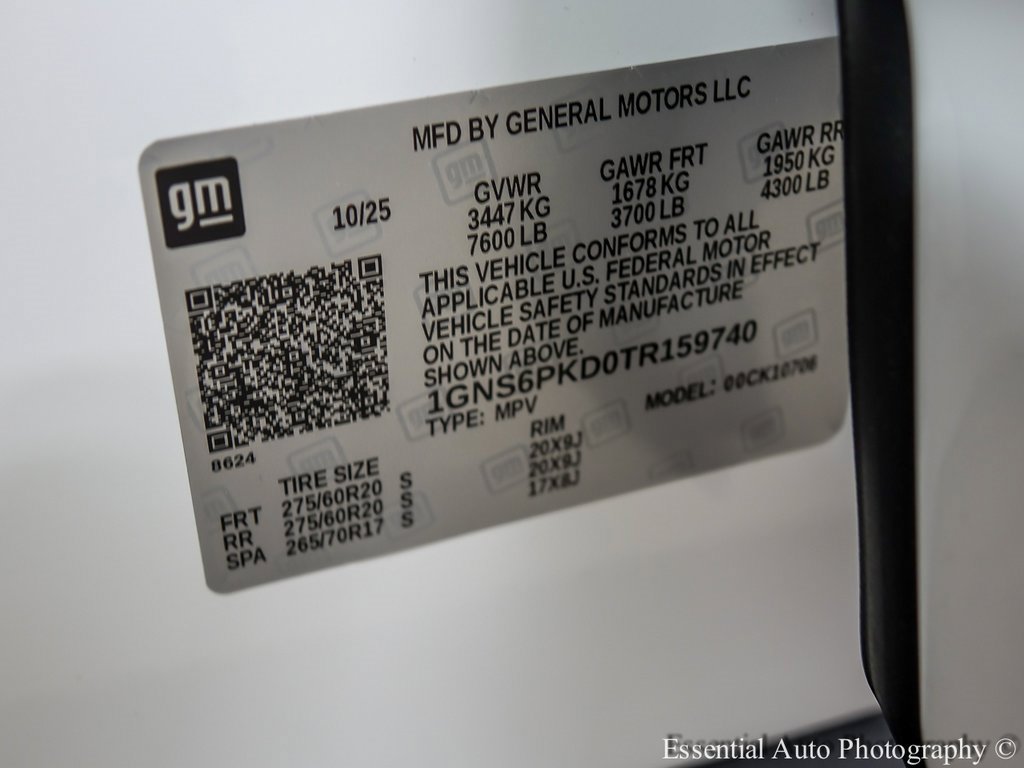 MFD BY GENERAL MOTORS LLC
gm
10/25
GVWR GAWR FRT GAWR RR
3447 KG 1678 KG 1950 KG
7600 LB 3700 LB 4300 LB
THIS VEHICLE CONFORMS TO ALL
APPLICABLE U.S. FEDERAL MOTOR
VEHICLE SAFETY STANDARDS IN EFFECT
ON THE DATE OF MANUFACTURE
SHOWN ABOVE.
1GNS6PKD0TR159740
TYPE: MPV MODEL: 00CK10706
8624
TIRE SIZE RIM
FRT 275/60R20 S 20X9J
RR 275/60R20 S 20X9J
SPA 265/70R17 S 17X8J
Essential Auto Photography ©